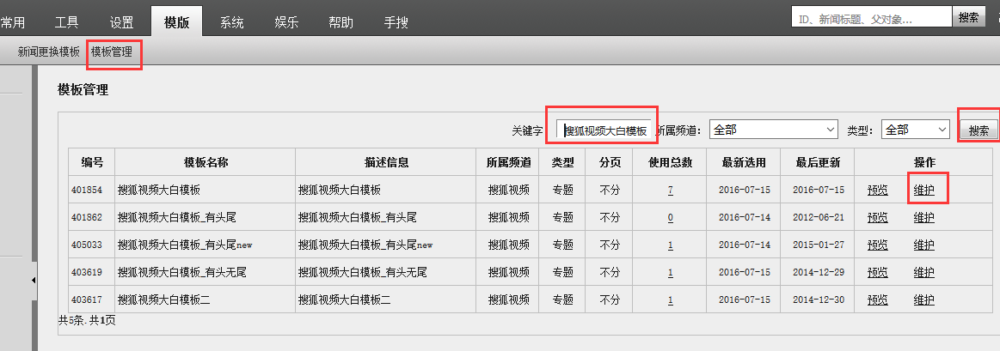 常用 工具 设置 模版 系统 娱乐 帮助 手搜 ID、新闻标题、父对象... 搜索
新闻更换模板 模板管理
模板管理
关键字 搜狐视频大白模板 所属频道: 全部 类型: 全部 搜索
编号 模板名称 描述信息 所属频道 类型 分页 使用总数 最新选用 最后更新 操作
401854 搜狐视频大白模板 搜狐视频大白模板 搜狐视频 专题 不分 7 2016-07-15 2016-07-15 预览 维护
401862 搜狐视频大白模板_有头尾 搜狐视频大白模板_有头尾 搜狐视频 专题 不分 0 2016-07-14 2012-06-21 预览 维护
405033 搜狐视频大白模板_有头尾new 搜狐视频大白模板_有头尾new 搜狐视频 专题 不分 1 2016-07-14 2015-01-27 预览 维护
403619 搜狐视频大白模板_有头无尾 搜狐视频大白模板_有头无尾 搜狐视频 专题 不分 1 2016-07-15 2014-12-29 预览 维护
403617 搜狐视频大白模板二 搜狐视频大白模板二 搜狐视频 专题 不分 1 2016-07-15 2014-12-30 预览 维护
共5条.共1页